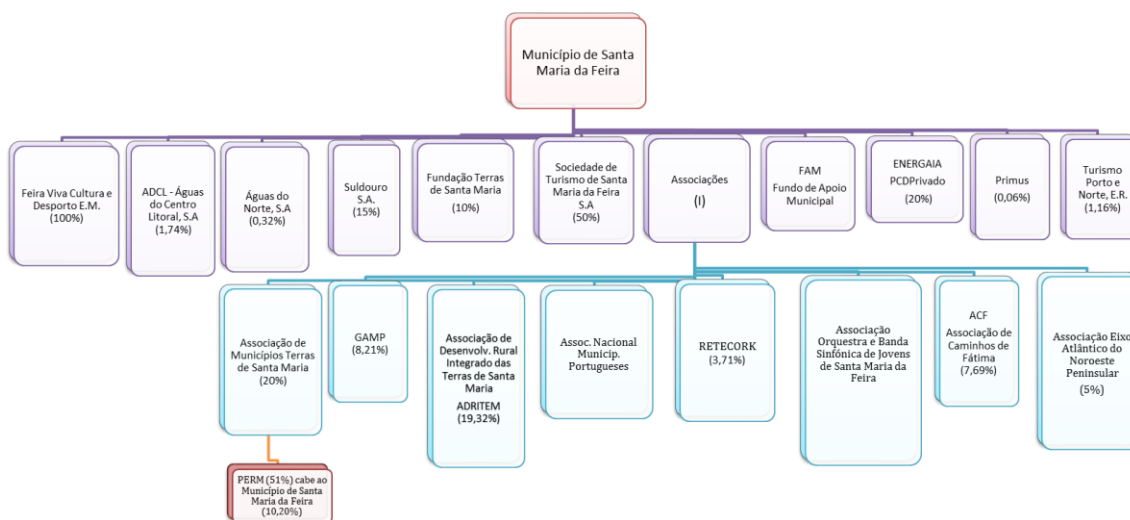 Município de Santa
Maria da Feira
Feira Viva Cultura e
Desporto E.M.
(100%)
ADCL - Águas
do Centro
Litoral, S.A
(1,74%)
Águas do
Norte, S.A
(0,32%)
Suldouro
S.A.
(15%)
Fundação Terras
de Santa Maria
(10%)
Sociedade de
Turismo de Santa
Maria da Feira
S.A
(50%)
Associações
(I)
FAM
Fundo de Apoio
Municipal
ENERGAIA
PCDPrivado
(20%)
Primus
(0,06%)
Turismo
Porto e
Norte, E.R.
(1,16%)
Associação de
Municípios Terras
de Santa Maria
(20%)
GAMP
(8,21%)
Associação de
Desenvolv. Rural
Integrado das
Terras de Santa
Maria
ADRITEM
(19,32%)
Assoc. Nacional
Municip.
Portugueses
RETECORK
(3,71%)
Associação
Orquestra e Banda
Sinfónica de Jovens
de Santa Maria da
Feira
ACF
Associação de
Caminhos de
Fátima
(7,69%)
Associação Eixo
Atlântico do
Noroeste
Peninsular
(5%)
PERM (51%) cabe ao
Município de Santa
Maria da Feira
(10,20%)